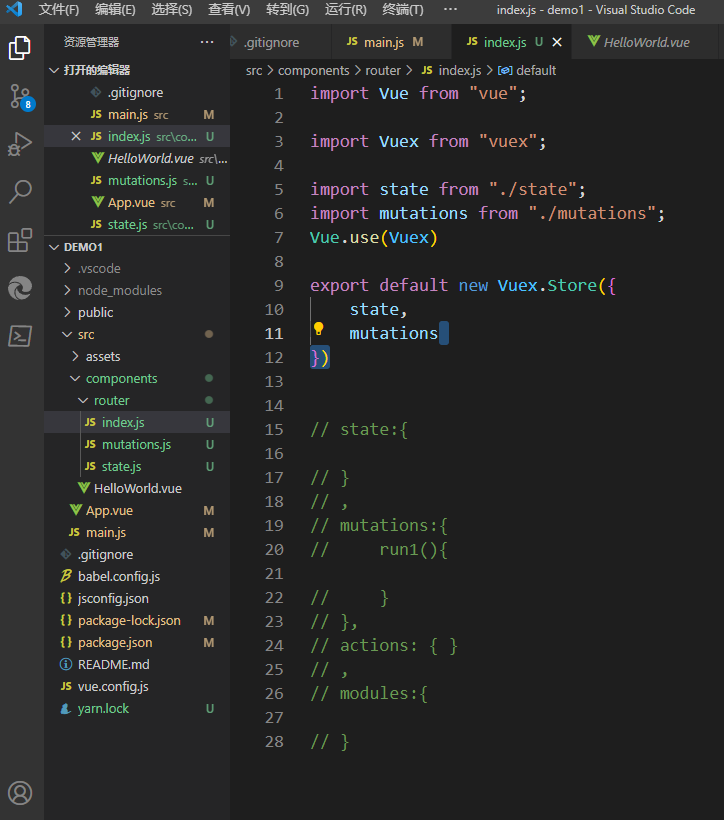 文件(F) 编辑(E) 选择(S) 查看(V) 转到(G) 运行(R) 终端(T) ··· index.js - demo1 - Visual Studio Code
资源管理器 ···
.gitignore JS main.js M JS index.js U HelloWorld.vue
打开的编辑器
.gitignore
JS main.js src M
JS index.js src\co... U
HelloWorld.vue src\...
JS mutations.js s... U
App.vue src M
JS state.js src\co... U
8
DEMO1
.vscode
node_modules
public
src
assets
components
router
JS index.js U
JS mutations.js U
JS state.js U
HelloWorld.vue
App.vue M
JS main.js M
.gitignore
babel.config.js
jsconfig.json
package-lock.json M
package.json M
README.md
JS vue.config.js
yarn.lock U
src > components > router > JS index.js > default
1 import Vue from "vue";
2
3 import Vuex from "vuex";
4
5 import state from "./state";
6 import mutations from "./mutations";
7 Vue.use(Vuex)
8
9 export default new Vuex.Store({
10 state,
11 mutations
12 })
13
14
15 // state:{
16
17 // }
18 // ,
19 // mutations:{
20 // run1(){
21
22 // }
23 // },
24 // actions: { }
25 // ,
26 // modules:{
27
28 // }